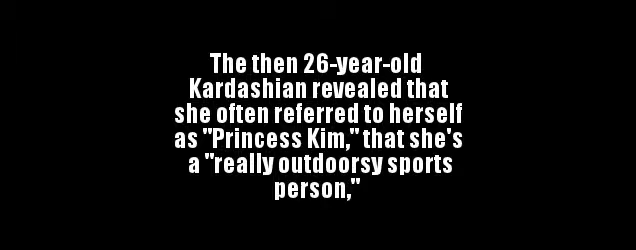 The then 26-year-old
Kardashian revealed that
she often referred to herself
as "Princess Kim," that she's
a "really outdoorsy sports
person,"